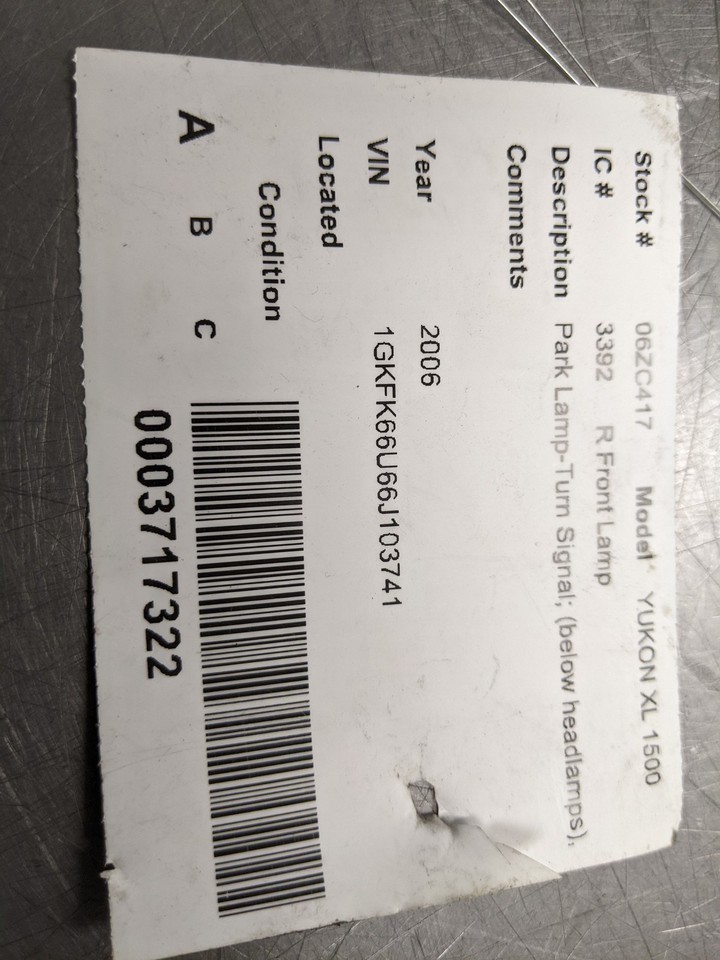 Stock # 06ZC417 Model YUKON XL 1500
IC # 3392 R Front Lamp
Description Park Lamp-Turn Signal; (below headlamps),
Comments
Year 2006
VIN 1GKFK66U66J103741
Located
Condition
A B C
0003717322